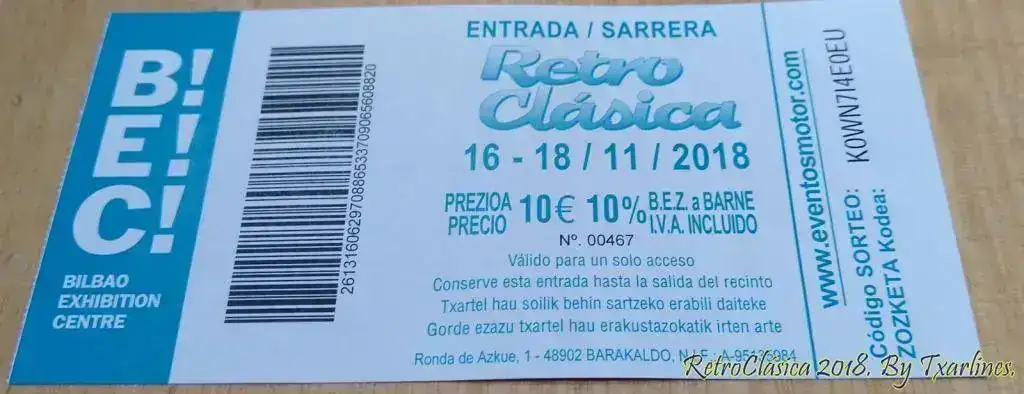 B!
E!
C!
BILBAO
EXHIBITION
CENTRE
261316062970886533709065608820
ENTRADA / SARRERA
Retro
Clásica
16 - 18 / 11 / 2018
PREZIOA 10€ 10% B.E.Z.a BARNE
PRECIO I.V.A. INCLUIDO
Nº. 00467
Válido para un solo acceso
Conserve esta entrada hasta la salida del recinto
Txartel hau soilik behin sartzeko erabili daiteke
Gorde ezazu txartel hau erakustazokatik irten arte
Ronda de Azkue, 1 - 48902 BARAKALDO, N.I.F.
www.eventosmotor.com
Código SORTEO: K0WN7I4E0EU
ZOZKETA Kodea:
RetroClásica 2018. By Txarlines.